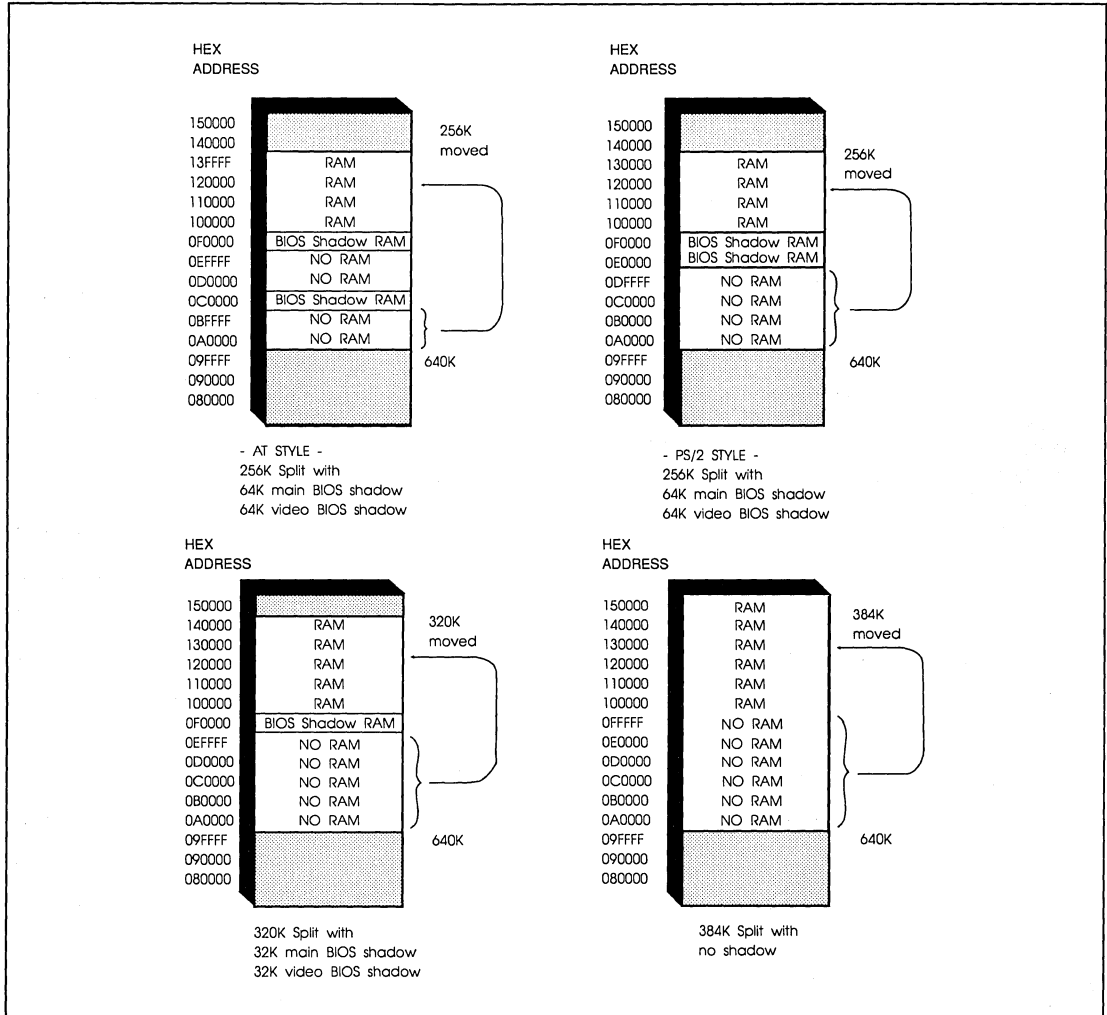 HEX
ADDRESS
150000
140000
13FFFF RAM
120000 RAM
110000 RAM
100000 RAM
0F0000 BIOS Shadow RAM
0EFFFF NO RAM
0D0000 NO RAM
0C0000 BIOS Shadow RAM
0BFFFF NO RAM
0A0000 NO RAM
09FFFF
090000
080000
256K
moved
640K
- AT STYLE -
256K Split with
64K main BIOS shadow
64K video BIOS shadow
HEX
ADDRESS
150000
140000
130000 RAM
120000 RAM
110000 RAM
100000 RAM
0F0000 BIOS Shadow RAM
0E0000 BIOS Shadow RAM
0DFFFF NO RAM
0C0000 NO RAM
0B0000 NO RAM
0A0000 NO RAM
09FFFF
090000
080000
256K
moved
640K
- PS/2 STYLE -
256K Split with
64K main BIOS shadow
64K video BIOS shadow
HEX
ADDRESS
150000
140000 RAM
130000 RAM
120000 RAM
110000 RAM
100000 RAM
0F0000 BIOS Shadow RAM
0EFFFF NO RAM
0D0000 NO RAM
0C0000 NO RAM
0B0000 NO RAM
0A0000 NO RAM
09FFFF
090000
080000
320K
moved
640K
320K Split with
32K main BIOS shadow
32K video BIOS shadow
HEX
ADDRESS
150000 RAM
140000 RAM
130000 RAM
120000 RAM
110000 RAM
100000 RAM
0FFFFF NO RAM
0E0000 NO RAM
0D0000 NO RAM
0C0000 NO RAM
0B0000 NO RAM
0A0000 NO RAM
09FFFF
090000
080000
384K
moved
640K
384K Split with
no shadow